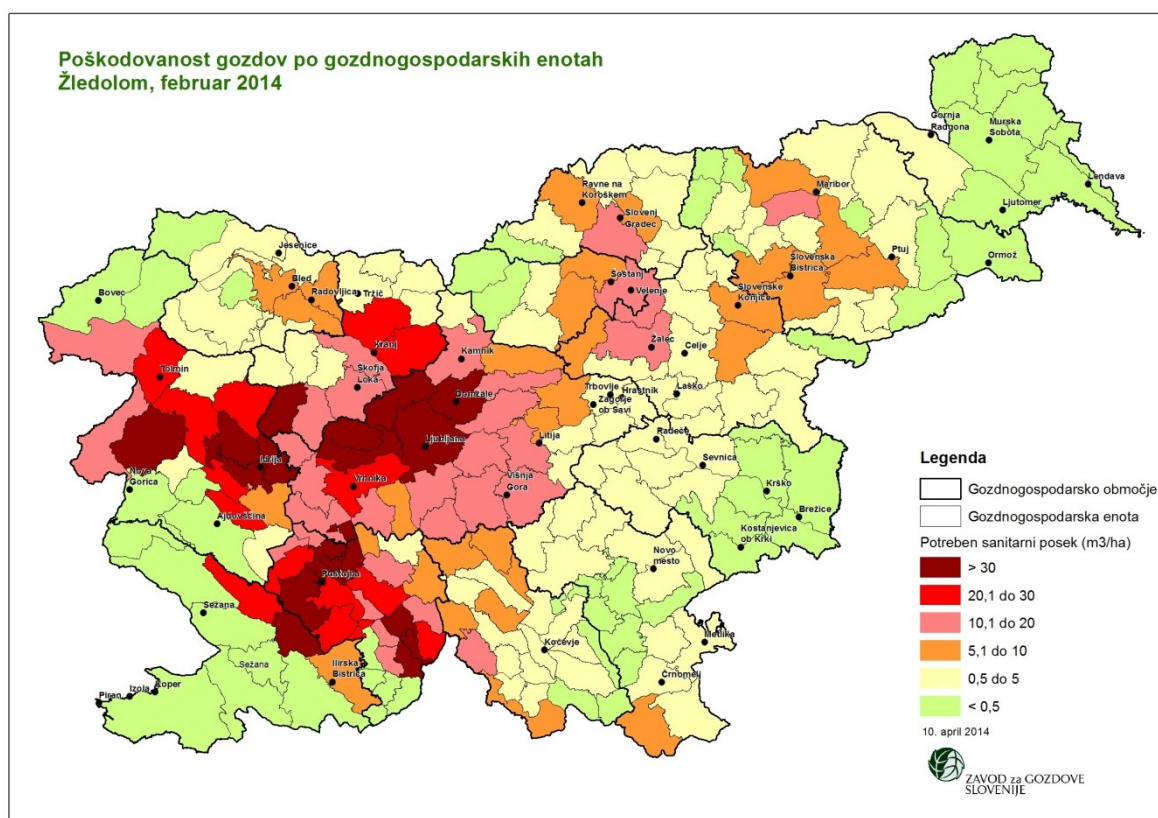 Poškodovanost gozdov po gozdnogospodarskih enotah
Žledolom, februar 2014
Gornja
Radgona
Murska
Sobota
Lendava
Ljutomer
Ormož
Ravne na
Koroškem
Slovenj
Gradec
Maribor
Ptuj
Jesenice
Bled
Radovljica
Tržič
Bovec
Šoštanj
Velenje
Slovenska
Bistrica
Slovenske
Konjice
Kranj
Kamnik
Žalec
Celje
Tolmin
Škofja
Loka
Domžale
Trbovlje
Hrastnik
Zagorje
ob Savi
Laško
Ljubljana
Litija
Radeče
Idrija
Sevnica
Nova
Gorica
Vrhnika
Višnja
Gora
Krško
Ajdovščina
Brežice
Kostanjevica
ob Krki
Postojna
Novo
mesto
Sežana
Kočevje
Metlika
Sežana
Ilirska
Bistrica
Črnomelj
Piran
Izola
Koper
Legenda
Gozdnogospodarsko območje
Gozdnogospodarska enota
Potreben sanitarni posek (m3/ha)
> 30
20,1 do 30
10,1 do 20
5,1 do 10
0,5 do 5
< 0,5
10. april 2014
ZAVOD za GOZDOVE
SLOVENIJE